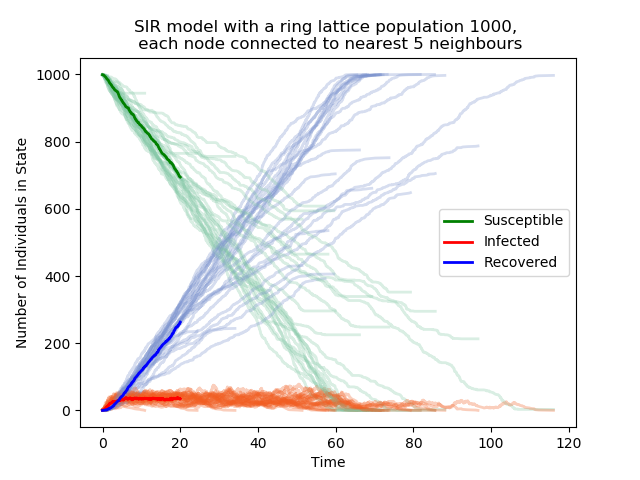 SIR model with a ring lattice population 1000,
each node connected to nearest 5 neighbours
Number of Individuals in State
1000
800
600
400
200
0
Susceptible
Infected
Recovered
0 20 40 60 80 100 120
Time